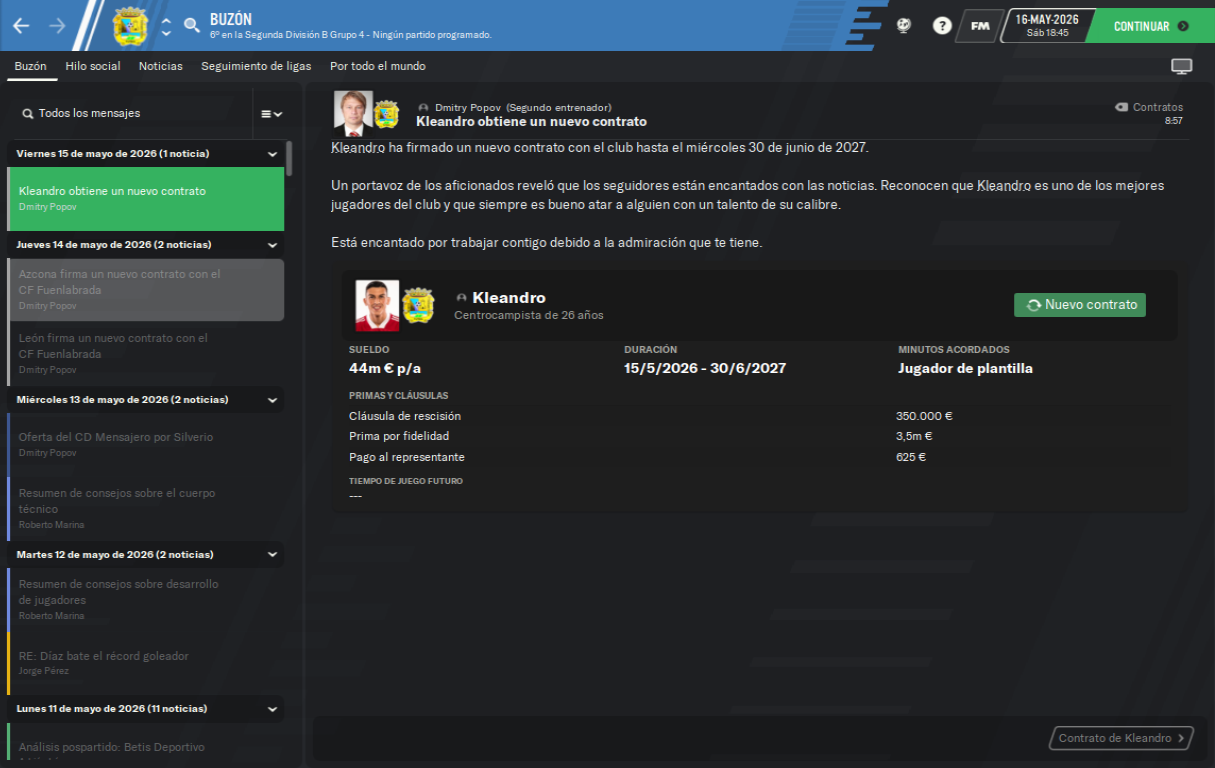 BUZÓN
6º en la Segunda División B Grupo 4 - Ningún partido programado.
?
FM
16-MAY-2026
Sáb 18:45
CONTINUAR
Buzón
Hilo social
Noticias
Seguimiento de ligas
Por todo el mundo
Todos los mensajes
Viernes 15 de mayo de 2026 (1 noticia)
Kleandro obtiene un nuevo contrato
Dmitry Popov
Jueves 14 de mayo de 2026 (2 noticias)
Azcona firma un nuevo contrato con el
CF Fuenlabrada
Dmitry Popov
León firma un nuevo contrato con el
CF Fuenlabrada
Dmitry Popov
Miércoles 13 de mayo de 2026 (2 noticias)
Oferta del CD Mensajero por Silverio
Dmitry Popov
Resumen de consejos sobre el cuerpo
técnico
Roberto Marina
Martes 12 de mayo de 2026 (2 noticias)
Resumen de consejos sobre desarrollo
de jugadores
Roberto Marina
RE: Díaz bate el récord goleador
Jorge Pérez
Lunes 11 de mayo de 2026 (11 noticias)
Análisis pospartido: Betis Deportivo
Dmitry Popov (Segundo entrenador)
Kleandro obtiene un nuevo contrato
Contratos
8:57
Kleandro ha firmado un nuevo contrato con el club hasta el miércoles 30 de junio de 2027.
Un portavoz de los aficionados reveló que los seguidores están encantados con las noticias. Reconocen que Kleandro es uno de los mejores
jugadores del club y que siempre es bueno atar a alguien con un talento de su calibre.
Está encantado por trabajar contigo debido a la admiración que te tiene.
Kleandro
Centrocampista de 26 años
Nuevo contrato
SUELDO
44m € p/a
DURACIÓN
15/5/2026 - 30/6/2027
MINUTOS ACORDADOS
Jugador de plantilla
PRIMAS Y CLÁUSULAS
Cláusula de rescisión 350.000 €
Prima por fidelidad 3,5m €
Pago al representante 625 €
TIEMPO DE JUEGO FUTURO
---
Contrato de Kleandro